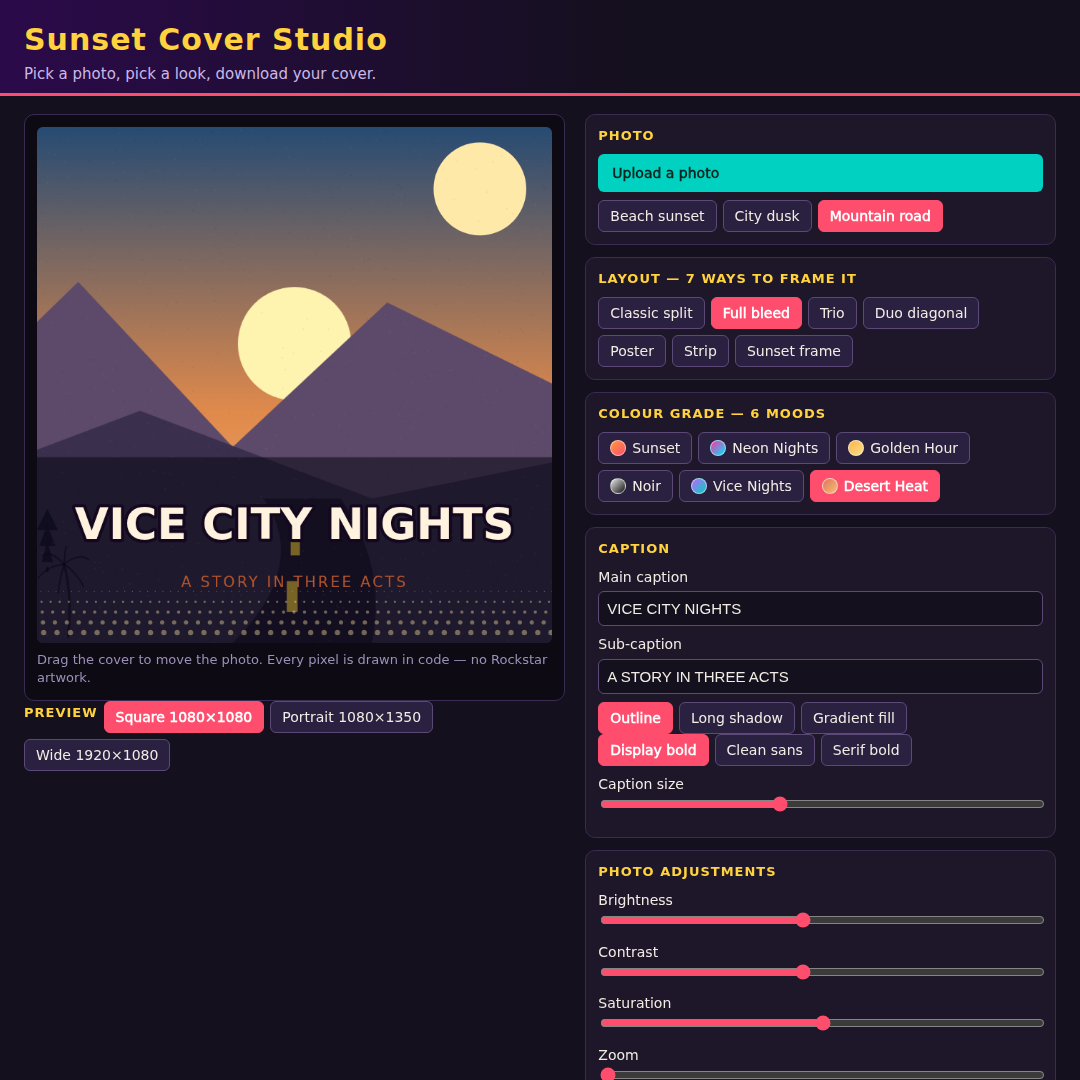 Sunset Cover Studio
Pick a photo, pick a look, download your cover.
VICE CITY NIGHTS
A STORY IN THREE ACTS
Drag the cover to move the photo. Every pixel is drawn in code — no Rockstar
artwork.
PREVIEW Square 1080×1080 Portrait 1080×1350
Wide 1920×1080
PHOTO
Upload a photo
Beach sunset City dusk Mountain road
LAYOUT — 7 WAYS TO FRAME IT
Classic split Full bleed Trio Duo diagonal
Poster Strip Sunset frame
COLOUR GRADE — 6 MOODS
Sunset Neon Nights Golden Hour
Noir Vice Nights Desert Heat
CAPTION
Main caption
VICE CITY NIGHTS
Sub-caption
A STORY IN THREE ACTS
Outline Long shadow Gradient fill
Display bold Clean sans Serif bold
Caption size
PHOTO ADJUSTMENTS
Brightness
Contrast
Saturation
Zoom